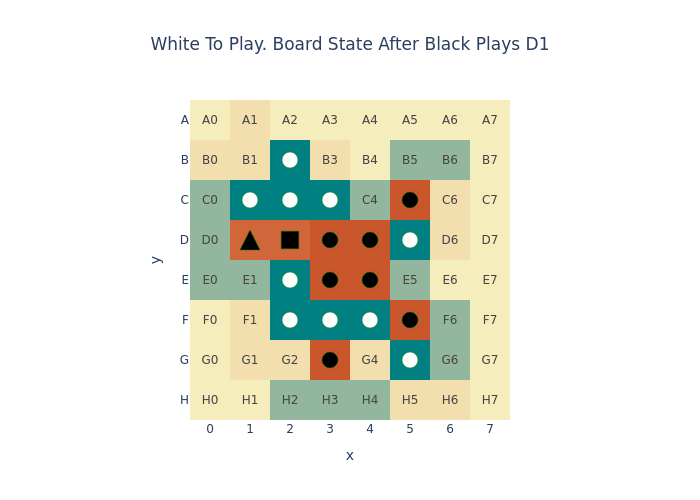 White To Play. Board State After Black Plays D1
A A0 A1 A2 A3 A4 A5 A6 A7
B B0 B1 B3 B4 B5 B6 B7
C C0 C4 C6 C7
D D0 D6 D7
E E0 E1 E5 E6 E7
F F0 F1 F6 F7
G G0 G1 G2 G4 G6 G7
H H0 H1 H2 H3 H4 H5 H6 H7
0 1 2 3 4 5 6 7
x
y